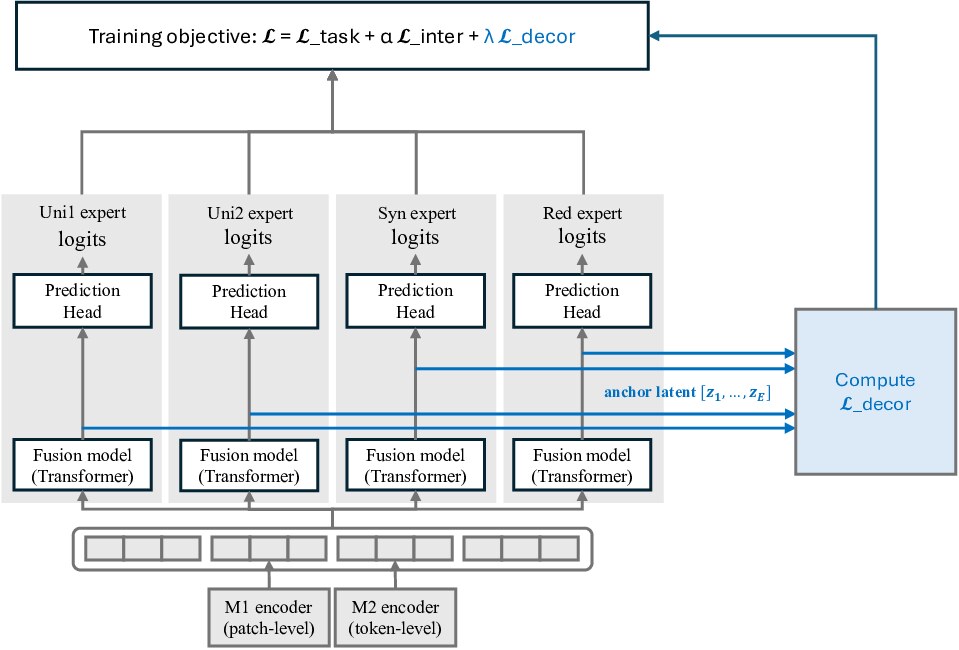 Training objective: ℒ = ℒ_task + α ℒ_inter + λ ℒ_decor
Uni1 expert
logits
Uni2 expert
logits
Syn expert
logits
Red expert
logits
Prediction
Head
Prediction
Head
Prediction
Head
Prediction
Head
anchor latent [z₁, ..., z_E]
Compute
ℒ_decor
Fusion model
(Transformer)
Fusion model
(Transformer)
Fusion model
(Transformer)
Fusion model
(Transformer)
M1 encoder
(patch-level)
M2 encoder
(token-level)